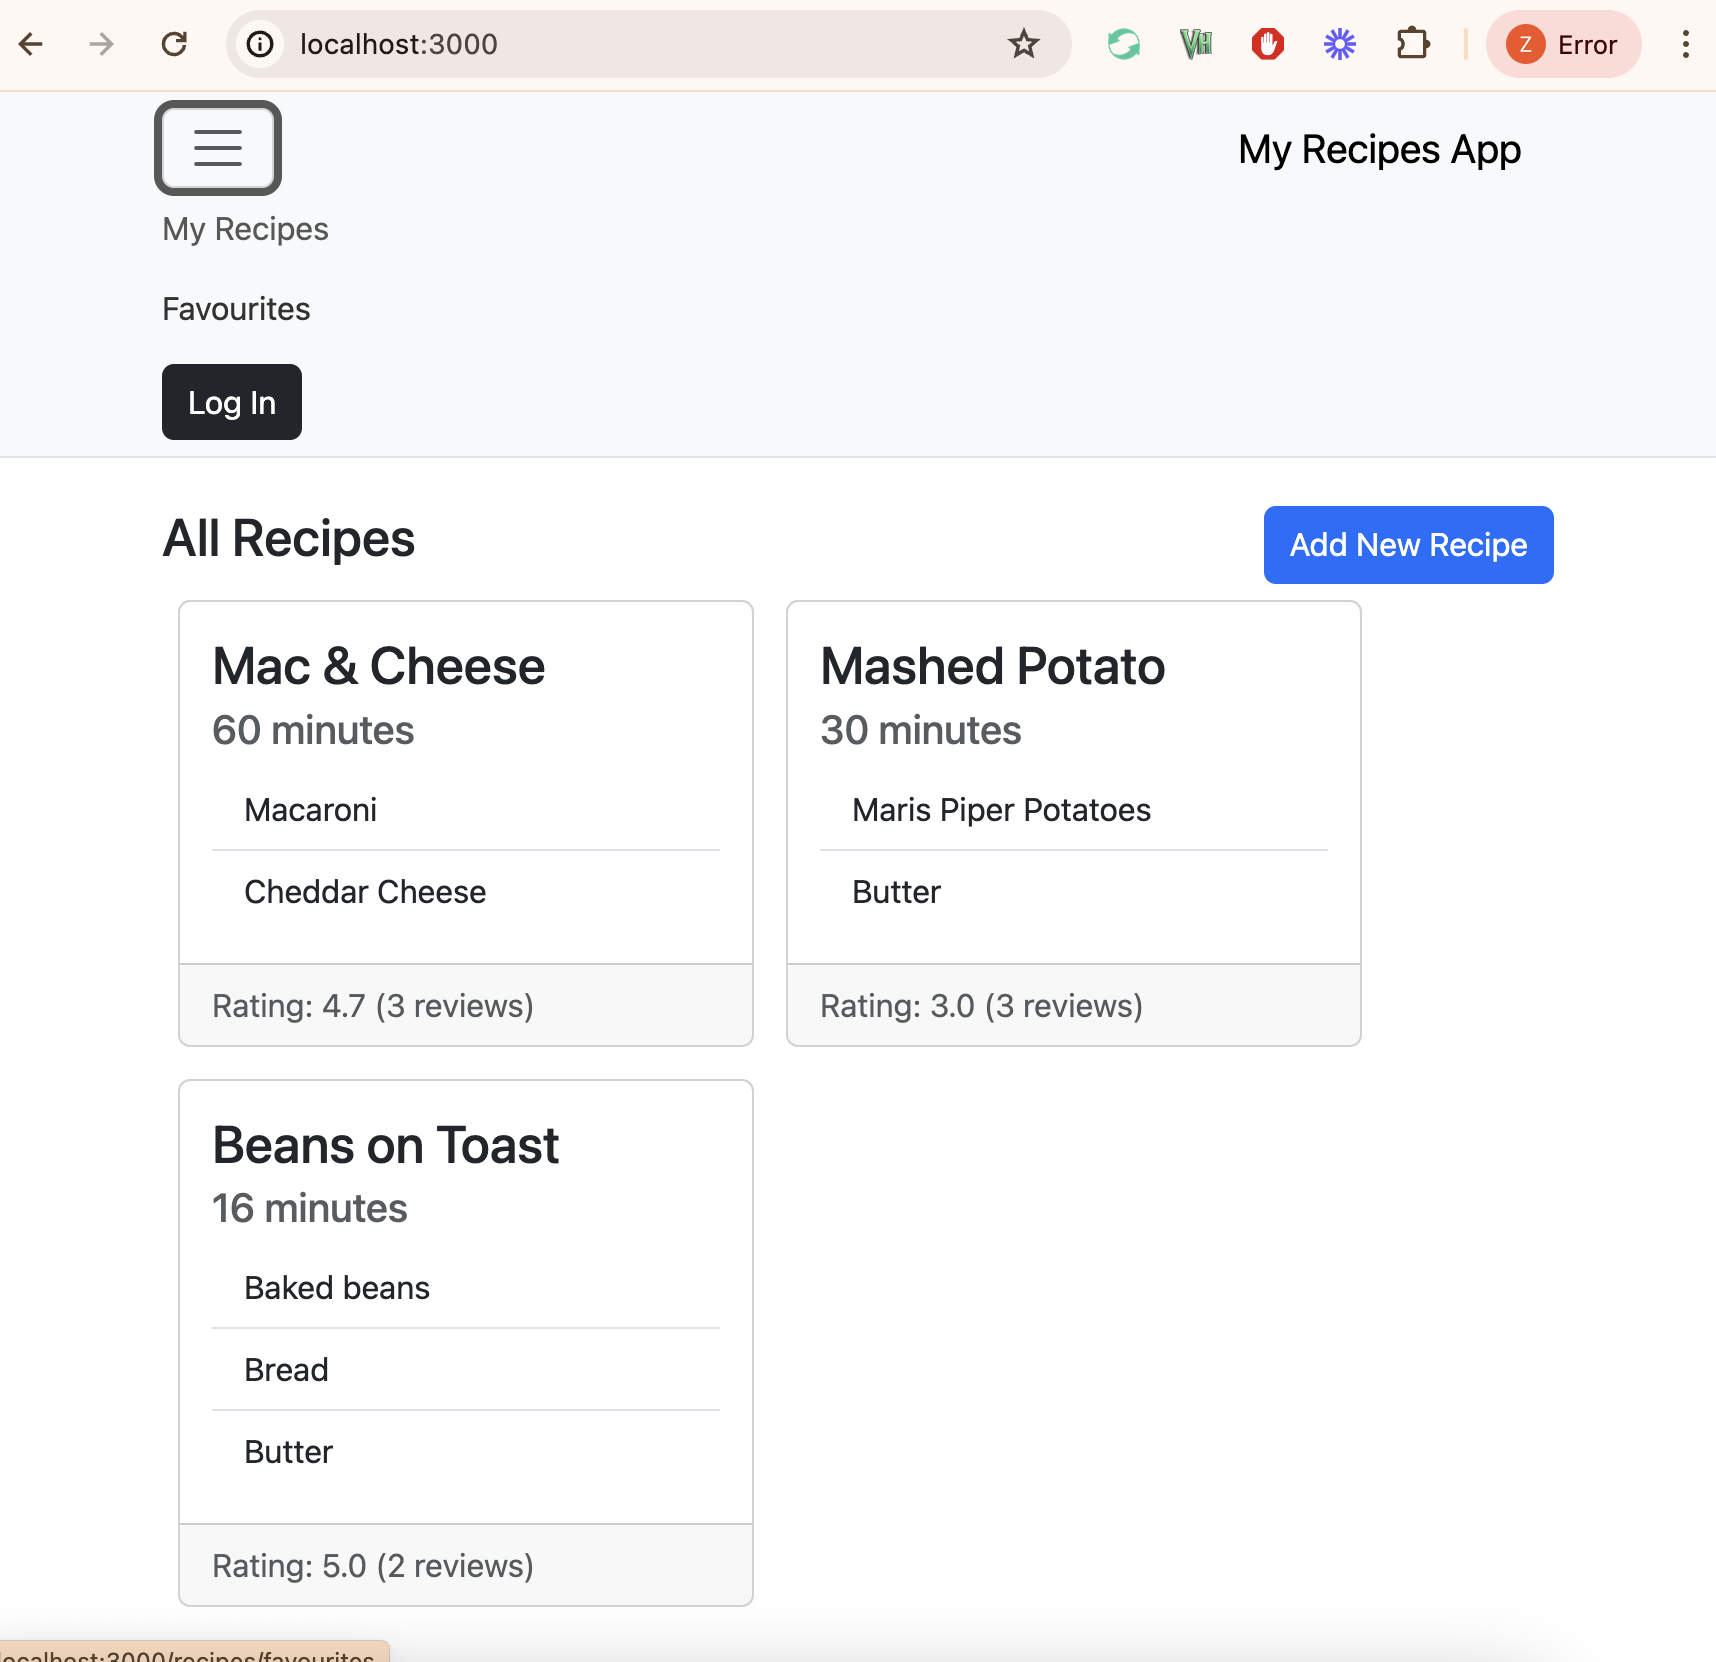 localhost:3000
VH
Z Error
My Recipes App
My Recipes
Favourites
Log In
All Recipes
Add New Recipe
Mac & Cheese
60 minutes
Macaroni
Cheddar Cheese
Rating: 4.7 (3 reviews)
Mashed Potato
30 minutes
Maris Piper Potatoes
Butter
Rating: 3.0 (3 reviews)
Beans on Toast
16 minutes
Baked beans
Bread
Butter
Rating: 5.0 (2 reviews)
localhost:3000/recipes/favourites